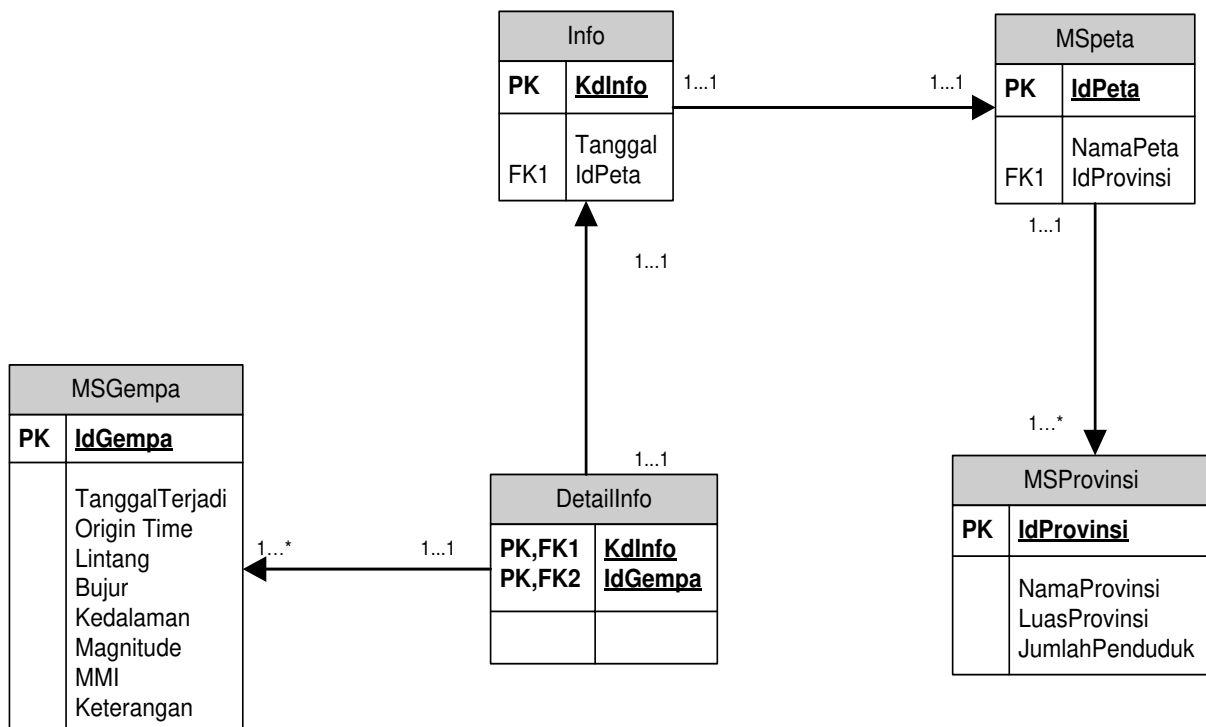 Info
PK KdInfo
Tanggal
FK1 IdPeta
1...1
1...1
MSpeta
PK IdPeta
NamaPeta
FK1 IdProvinsi
1...1
1...1
1...*
MSGempa
PK IdGempa
TanggalTerjadi
Origin Time
Lintang
Bujur
Kedalaman
Magnitude
MMI
Keterangan
1...*
1...1
1...1
DetailInfo
PK,FK1 KdInfo
PK,FK2 IdGempa
MSProvinsi
PK IdProvinsi
NamaProvinsi
LuasProvinsi
JumlahPenduduk